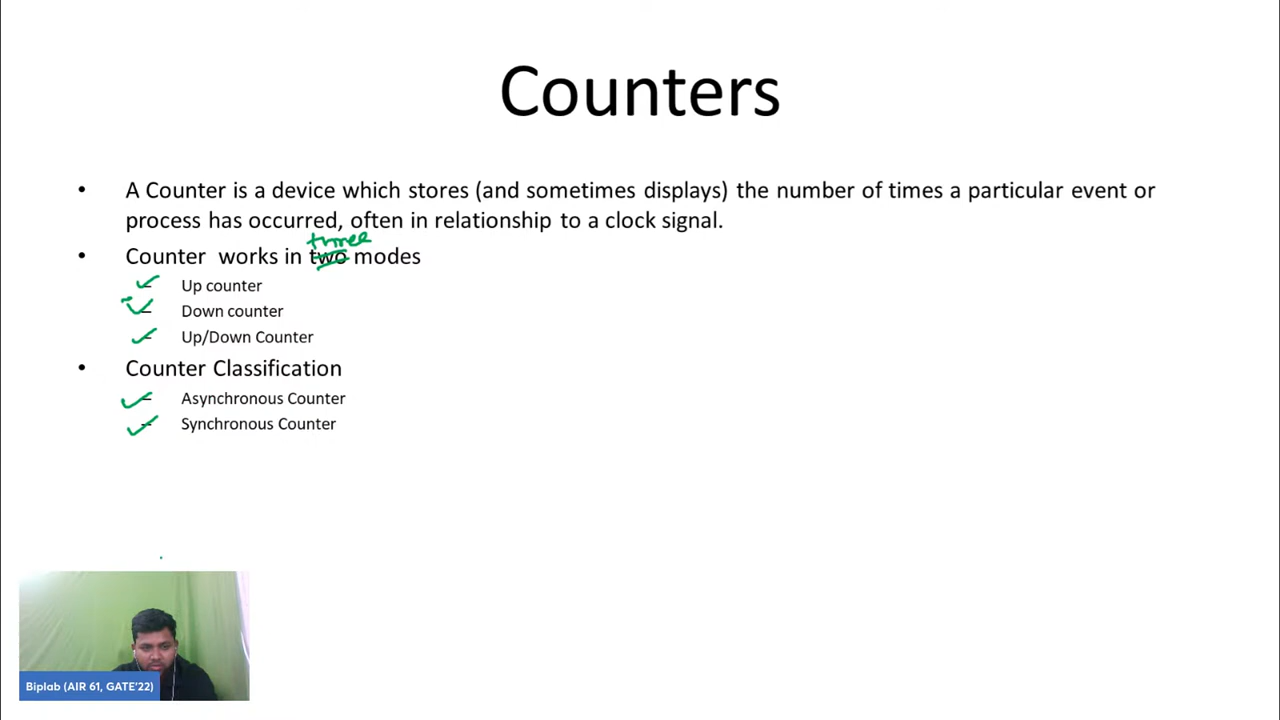 Counters
• A Counter is a device which stores (and sometimes displays) the number of times a particular event or
process has occurred, often in relationship to a clock signal.
three
• Counter works in two modes
– Up counter
– Down counter
– Up/Down Counter
• Counter Classification
– Asynchronous Counter
– Synchronous Counter
Biplab (AIR 61, GATE'22)